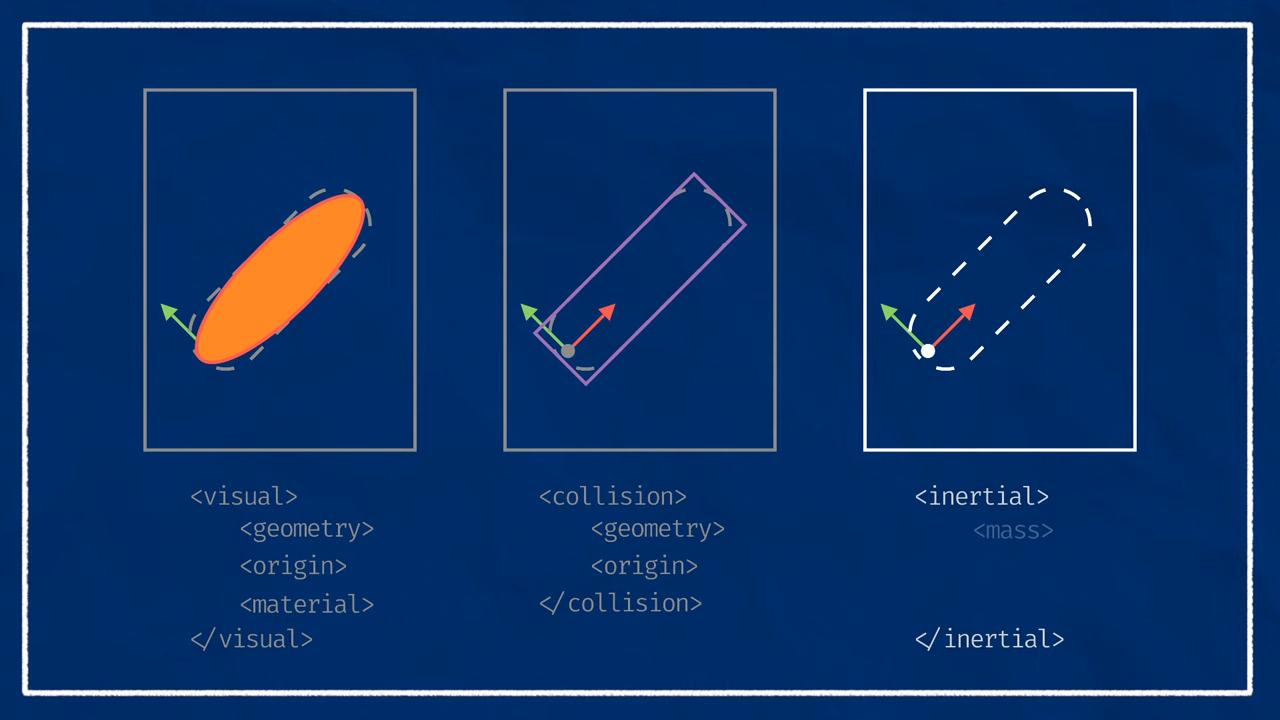 <visual>
<geometry>
<origin>
<material>
</visual>
<collision>
<geometry>
<origin>
</collision>
<inertial>
<mass>
</inertial>